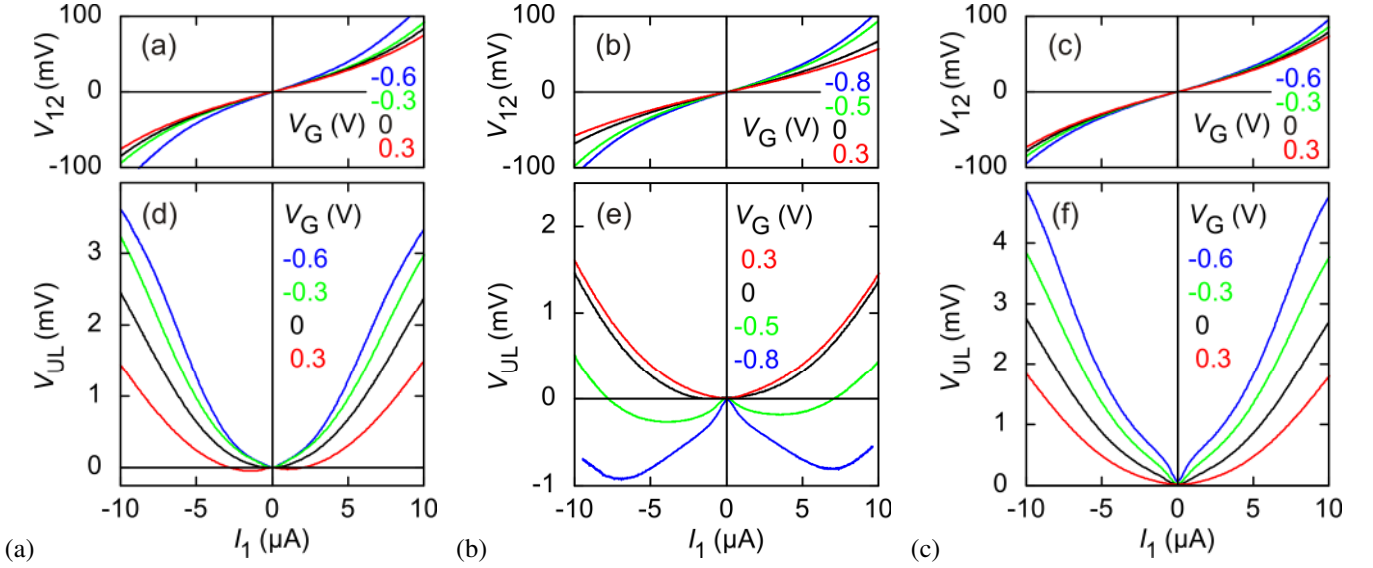 100
(a)
V12 (mV)
0
-0.6
-0.3
VG (V)
0
0.3
-100
(d)
VG (V)
-0.6
-0.3
0
0.3
VUL (mV)
3
2
1
0
-10
-5
0
5
10
I1 (μA)
(a)
100
(b)
V12 (mV)
0
-0.8
-0.5
VG (V)
0
0.3
-100
(e)
VG (V)
0.3
0
-0.5
-0.8
VUL (mV)
2
1
0
-1
-10
-5
0
5
10
I1 (μA)
(b)
100
(c)
V12 (mV)
0
-0.6
-0.3
VG (V)
0
0.3
-100
(f)
VG (V)
-0.6
-0.3
0
0.3
VUL (mV)
4
3
2
1
0
-10
-5
0
5
10
I1 (μA)
(c)